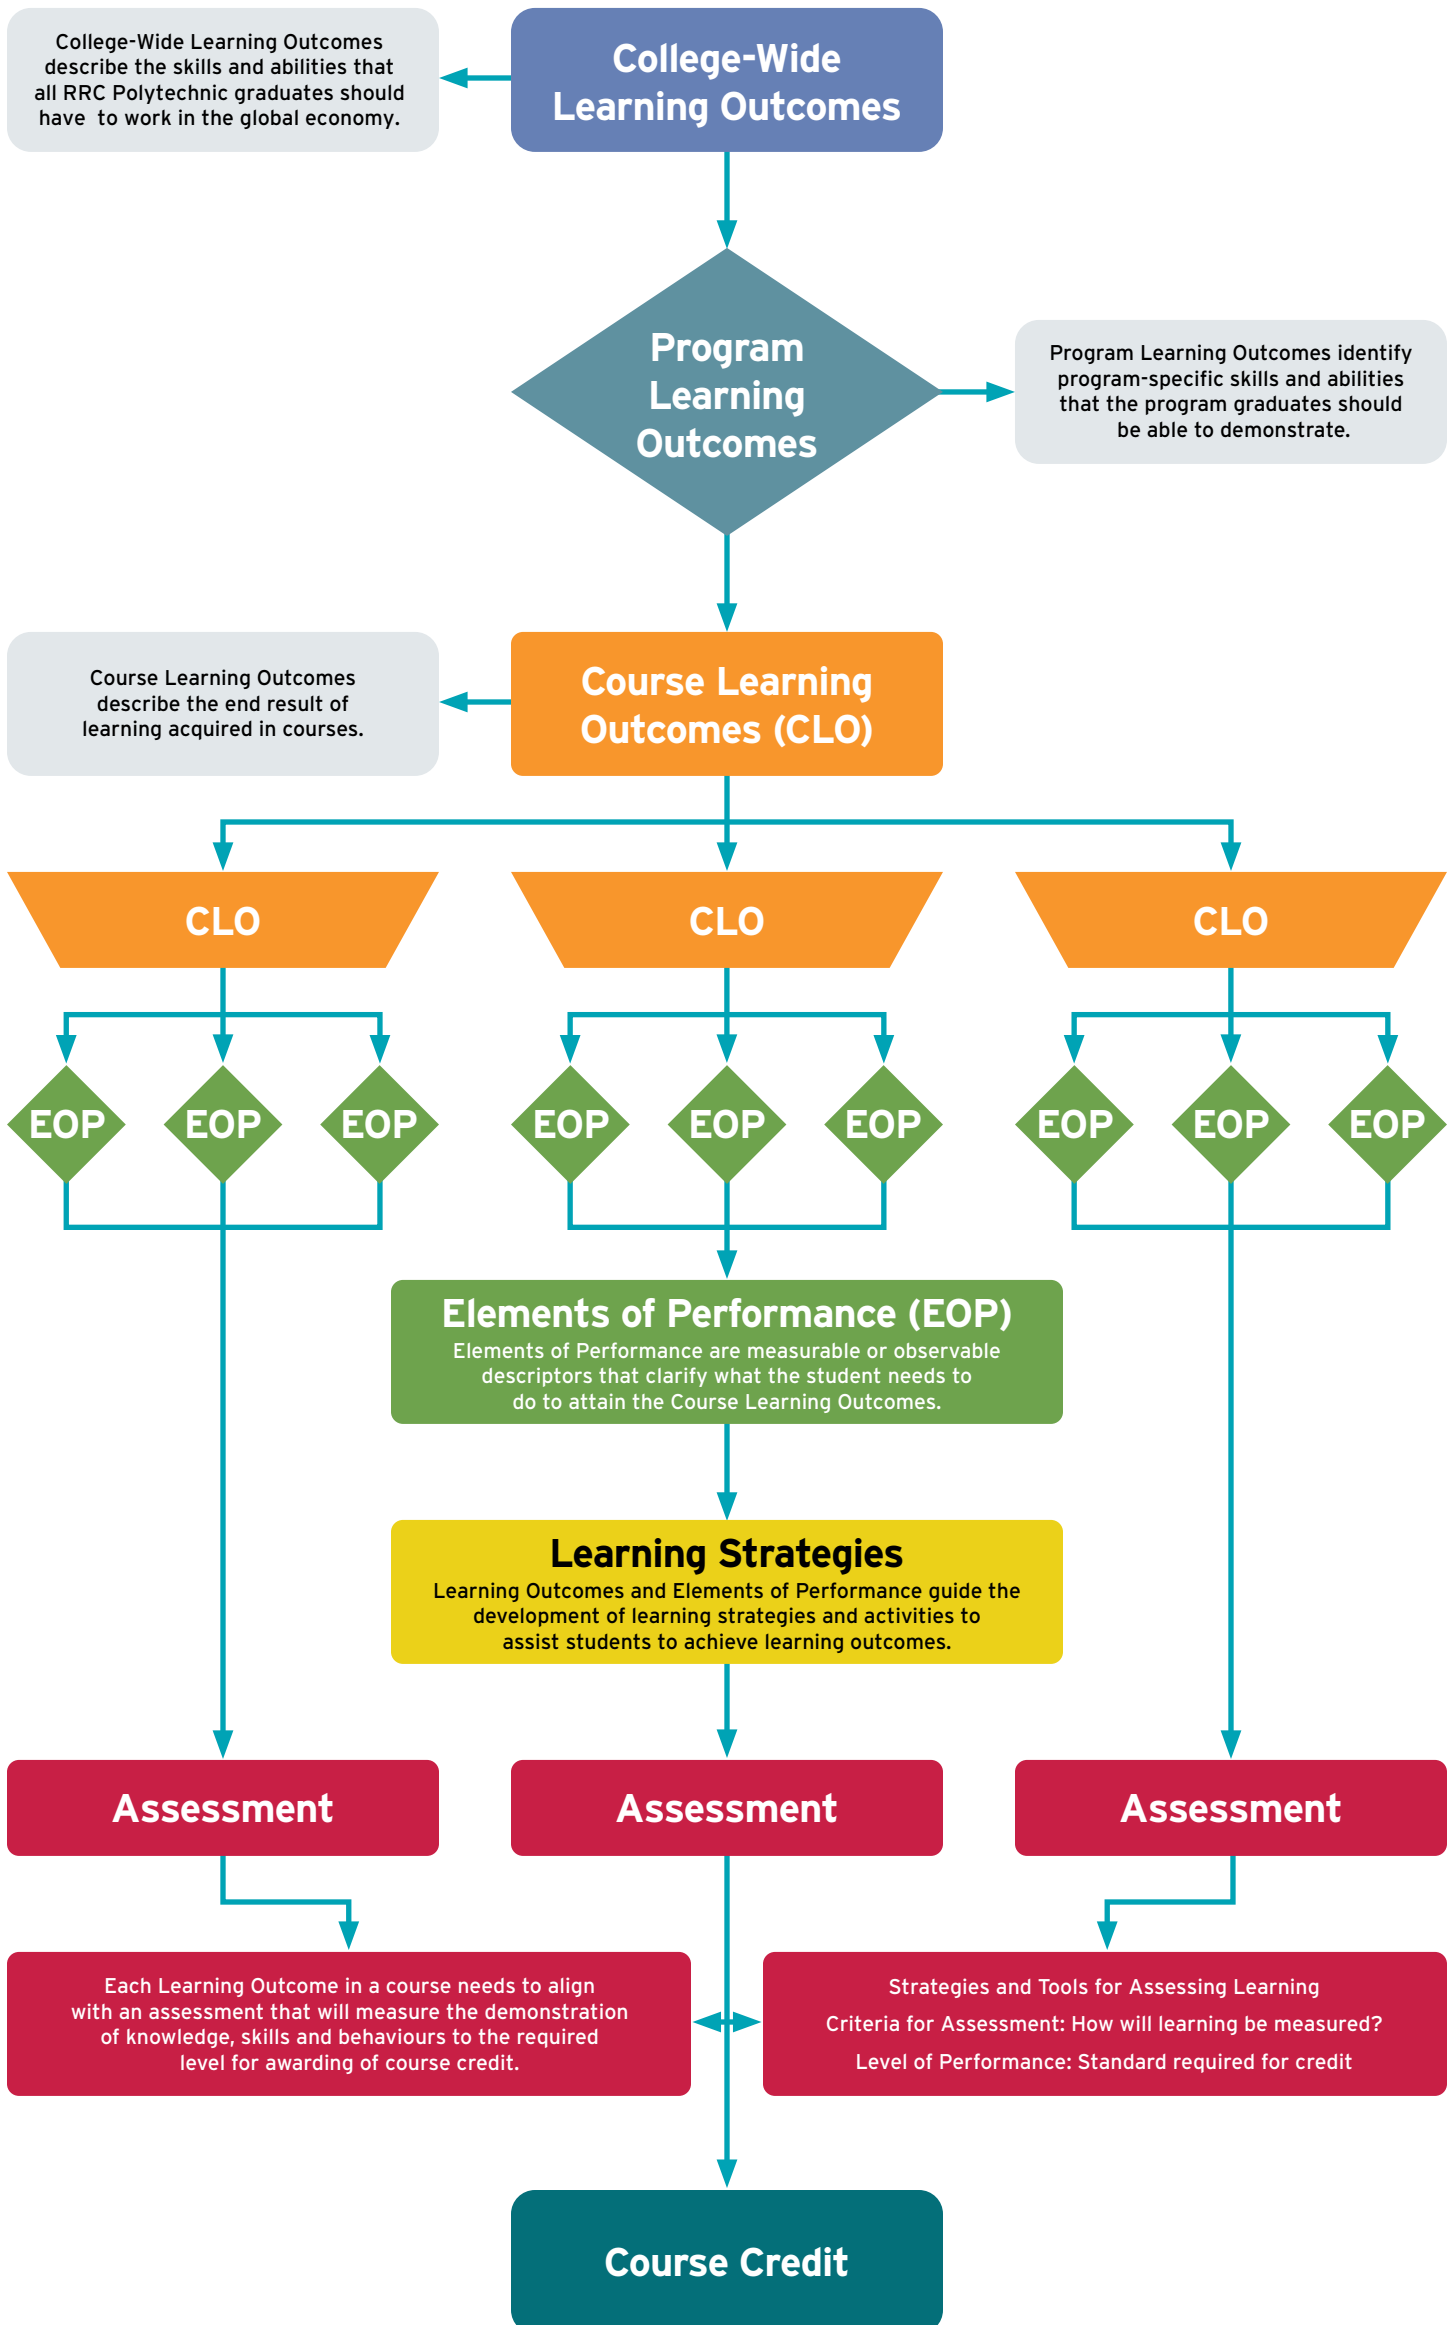 College-Wide Learning Outcomes
describe the skills and abilities that
all RRC Polytechnic graduates should
have to work in the global economy.
College-Wide
Learning Outcomes
Program
Learning
Outcomes
Program Learning Outcomes identify
program-specific skills and abilities
that the program graduates should
be able to demonstrate.
Course Learning Outcomes
describe the end result of
learning acquired in courses.
Course Learning
Outcomes (CLO)
CLO
CLO
CLO
EOP
EOP
EOP
EOP
EOP
EOP
EOP
EOP
EOP
Elements of Performance (EOP)
Elements of Performance are measurable or observable
descriptors that clarify what the student needs to
do to attain the Course Learning Outcomes.
Learning Strategies
Learning Outcomes and Elements of Performance guide the
development of learning strategies and activities to
assist students to achieve learning outcomes.
Assessment
Assessment
Assessment
Each Learning Outcome in a course needs to align
with an assessment that will measure the demonstration
of knowledge, skills and behaviours to the required
level for awarding of course credit.
Strategies and Tools for Assessing Learning
Criteria for Assessment: How will learning be measured?
Level of Performance: Standard required for credit
Course Credit